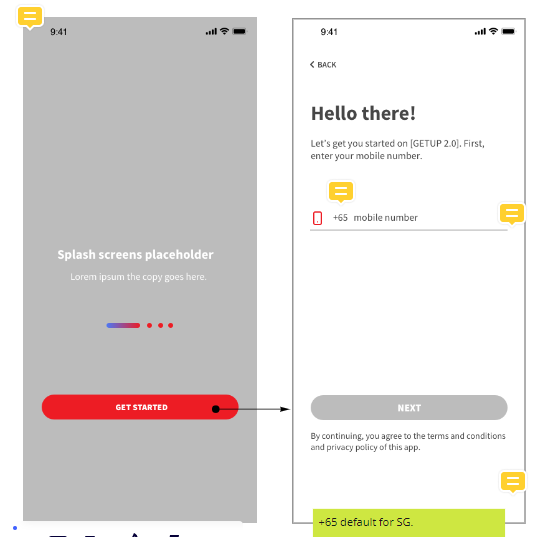 9:41
Splash screens placeholder
Lorem ipsum the copy goes here.
GET STARTED
9:41
BACK
Hello there!
Let's get you started on [GETUP 2.0]. First,
enter your mobile number.
+65 mobile number
NEXT
By continuing, you agree to the terms and conditions
and privacy policy of this app.
+65 default for SG.